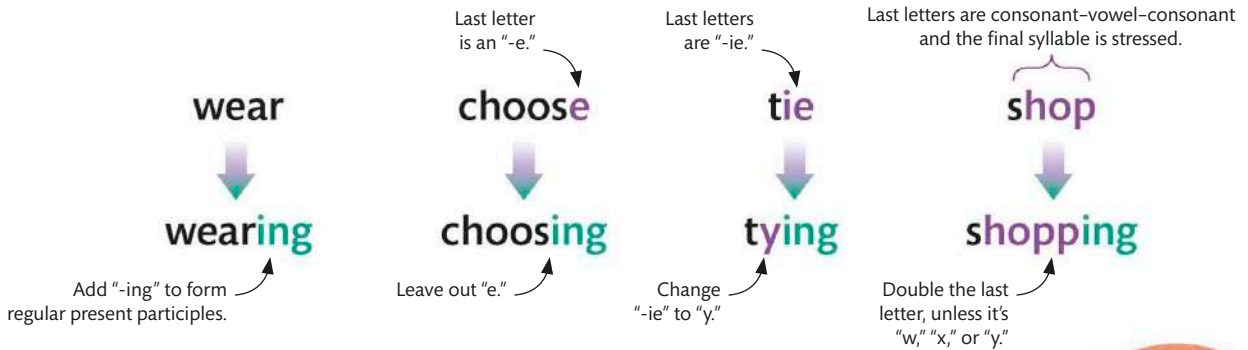 Last letter
is an “-e.”
Last letters
are “-ie.”
Last letters are consonant–vowel–consonant
and the final syllable is stressed.
wear
choose
tie
shop
wearing
choosing
tying
shopping
Add “-ing” to form
regular present participles.
Leave out “e.”
Change
“-ie” to “y.”
Double the last
letter, unless it’s
“w,” “x,” or “y.”